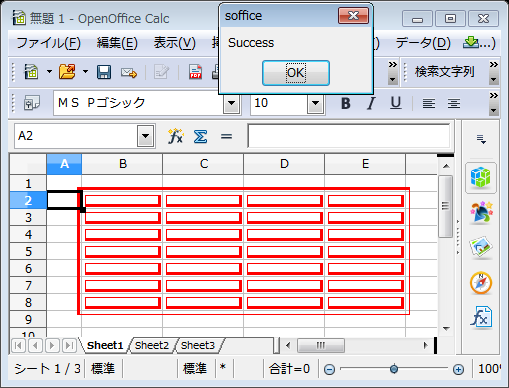 無題 1 - OpenOffice Calc
soffice
Success
OK
ファイル(F) 編集(E) 表示(V) データ(D)
検索文字列
MS Pゴシック 10 B I U
A2
A B C D E
1
2
3
4
5
6
7
8
9
10
Sheet1 Sheet2 Sheet3
シート 1 / 3 標準 標準 * 合計=0 100%